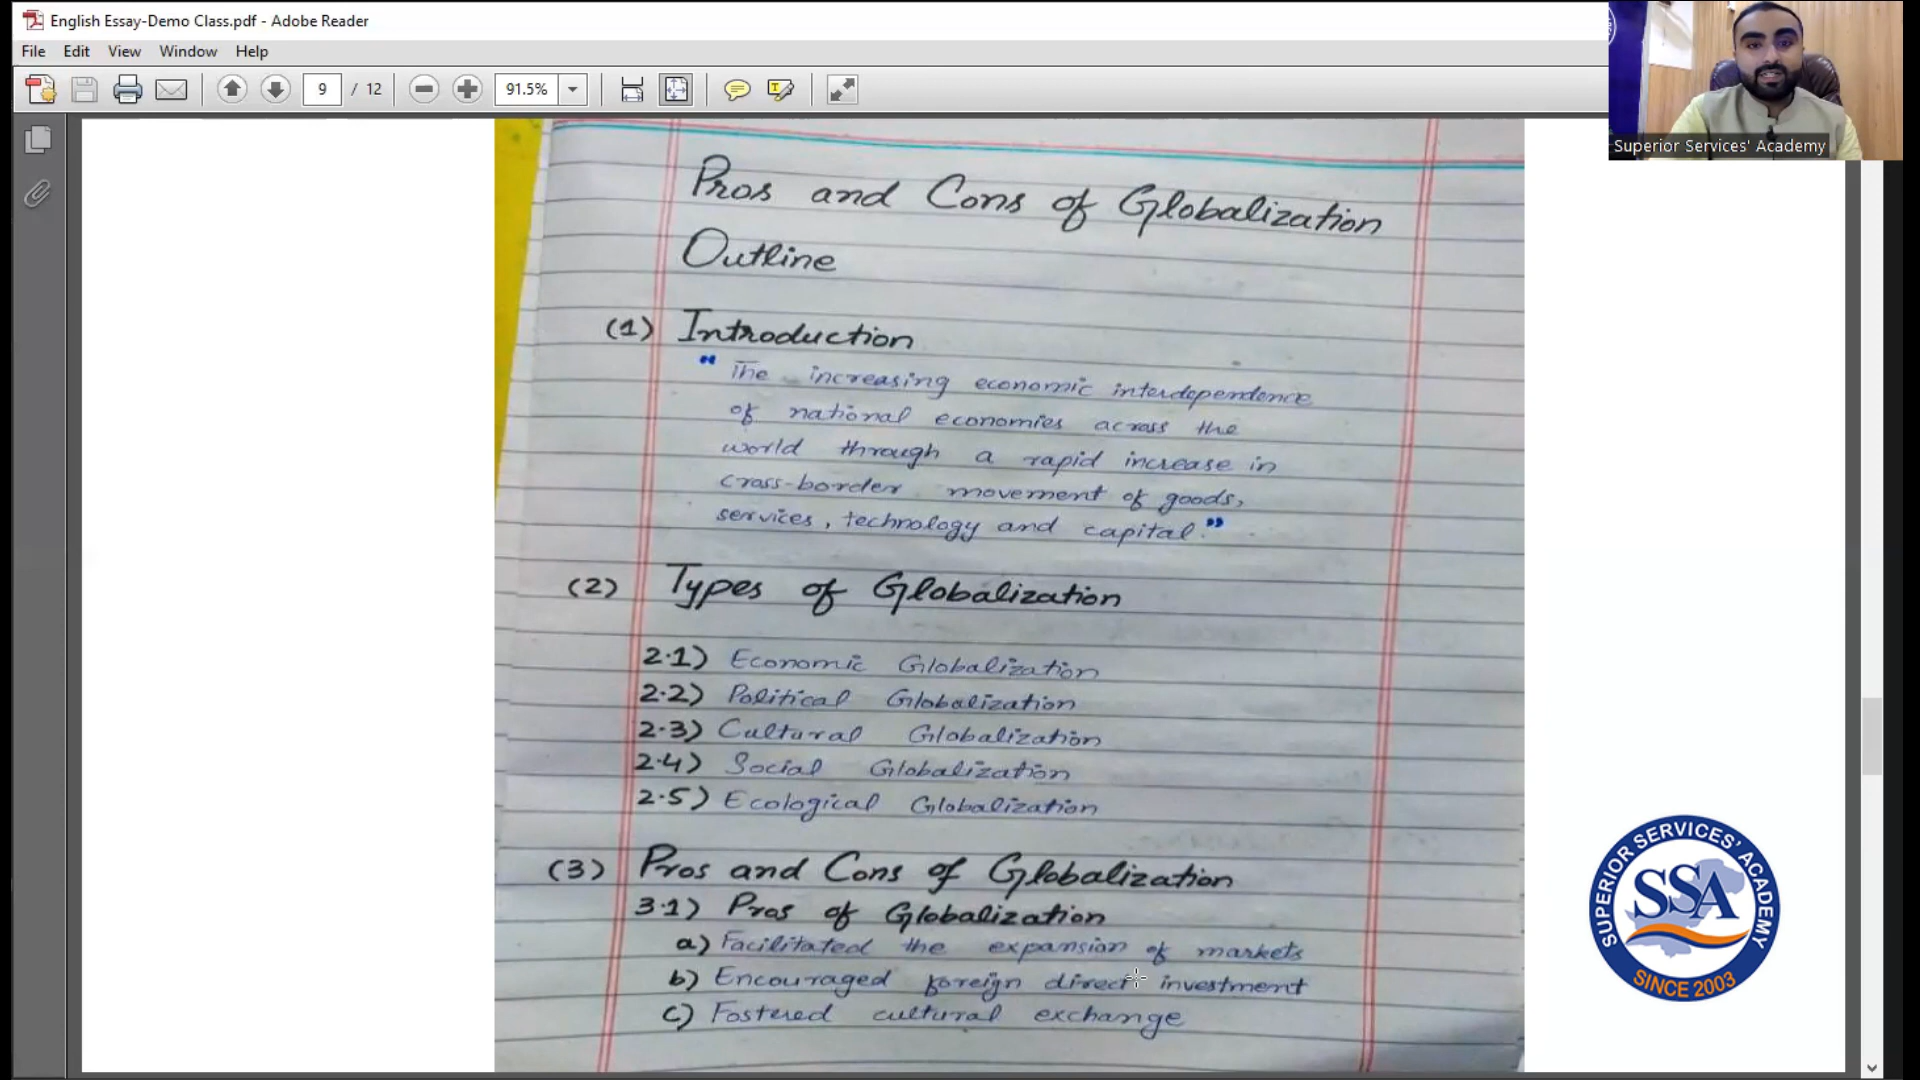 English Essay-Demo Class.pdf - Adobe Reader
File Edit View Window Help
9 / 12 91.5%
Superior Services' Academy
Pros and Cons of Globalization
Outline
(1) Introduction
"The increasing economic interdependence
of national economies across the
world through a rapid increase in
cross-border movement of goods,
services, technology and capital."
(2) Types of Globalization
2.1) Economic Globalization
2.2) Political Globalization
2.3) Cultural Globalization
2.4) Social Globalization
2.5) Ecological Globalization
(3) Pros and Cons of Globalization
3.1) Pros of Globalization
a) Facilitated the expansion of markets
b) Encouraged foreign direct investment
c) Fostered cultural exchange
SUPERIOR SERVICES' ACADEMY
SSA
SINCE 2003